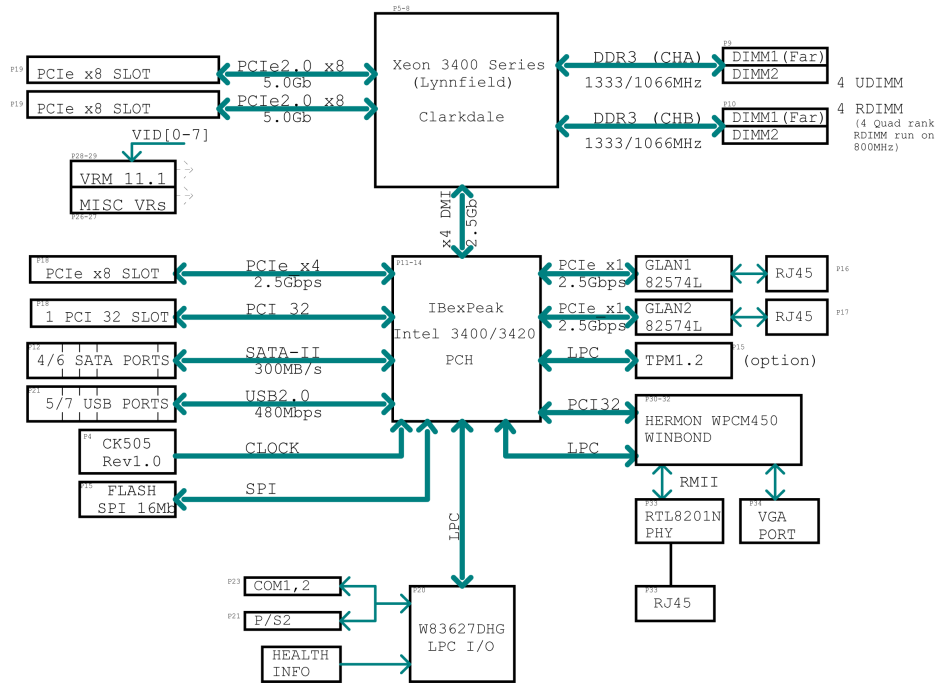 P5-8
Xeon 3400 Series
(Lynnfield)
Clarkdale
P19
PCIe x8 SLOT
PCIe2.0 x8
5.0Gb
P19
PCIe x8 SLOT
PCIe2.0 x8
5.0Gb
DDR3 (CHA)
1333/1066MHz
P9
DIMM1(Far)
DIMM2
4 UDIMM
DDR3 (CHB)
1333/1066MHz
P10
DIMM1(Far)
DIMM2
4 RDIMM
(4 Quad rank
RDIMM run on
800MHz)
VID[0-7]
P28-29
VRM 11.1
MISC VRs
P26-27
x4 DMI
2.5Gb
P18
PCIe x8 SLOT
PCIe x4
2.5Gbps
P18
1 PCI 32 SLOT
PCI 32
P12
4/6 SATA PORTS
SATA-II
300MB/s
P21
5/7 USB PORTS
USB2.0
480Mbps
P4
CK505
Rev1.0
CLOCK
P15
FLASH
SPI 16Mb
SPI
P11-14
IBexPeak
Intel 3400/3420
PCH
PCIe x1
2.5Gbps
GLAN1
82574L
RJ45
P16
PCIe x1
2.5Gbps
GLAN2
82574L
RJ45
P17
LPC
P15
TPM1.2
(option)
PCI32
LPC
P30-32
HERMON WPCM450
WINBOND
RMII
P33
RTL8201N
PHY
P34
VGA
PORT
P33
RJ45
LPC
P23
COM1,2
P21
P/S2
HEALTH
INFO
P20
W83627DHG
LPC I/O